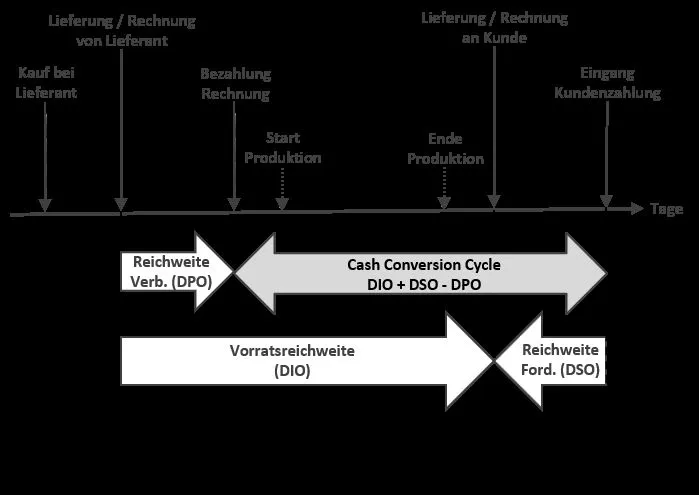 Lieferung / Rechnung
von Lieferant
Lieferung / Rechnung
an Kunde
Kauf bei
Lieferant
Bezahlung
Rechnung
Eingang
Kundenzahlung
Start
Produktion
Ende
Produktion
Tage
Reichweite
Verb. (DPO)
Cash Conversion Cycle
DIO + DSO - DPO
Vorratsreichweite
(DIO)
Reichweite
Ford. (DSO)